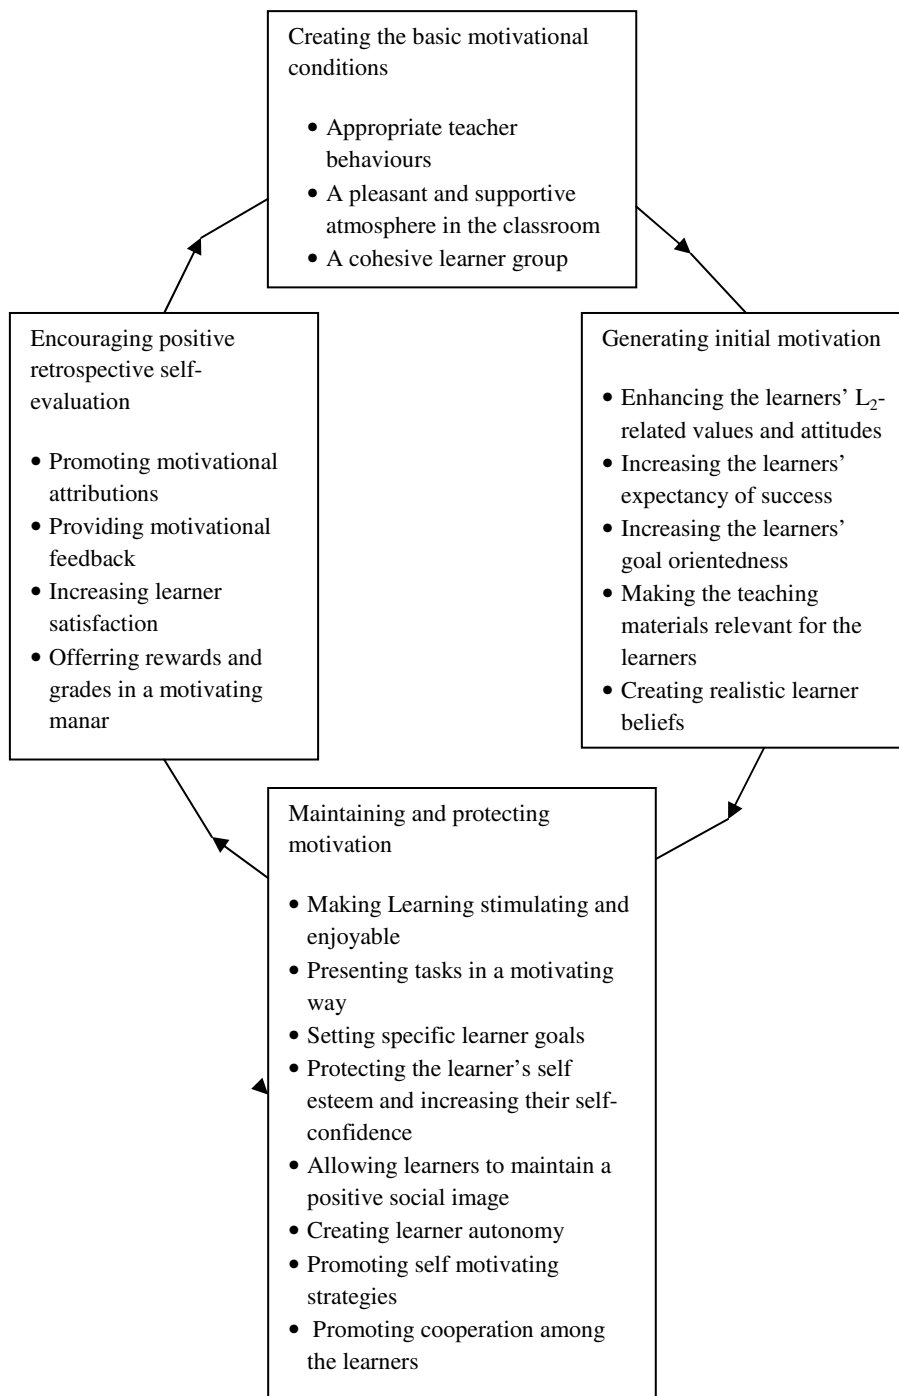 Creating the basic motivational
conditions
• Appropriate teacher
behaviours
• A pleasant and supportive
atmosphere in the classroom
• A cohesive learner group
Generating initial motivation
• Enhancing the learners’ L₂-
related values and attitudes
• Increasing the learners’
expectancy of success
• Increasing the learners’
goal orientedness
• Making the teaching
materials relevant for the
learners
• Creating realistic learner
beliefs
Maintaining and protecting
motivation
• Making Learning stimulating and
enjoyable
• Presenting tasks in a motivating
way
• Setting specific learner goals
• Protecting the learner’s self
esteem and increasing their self-
confidence
• Allowing learners to maintain a
positive social image
• Creating learner autonomy
• Promoting self motivating
strategies
• Promoting cooperation among
the learners
Encouraging positive
retrospective self-
evaluation
• Promoting motivational
attributions
• Providing motivational
feedback
• Increasing learner
satisfaction
• Offerring rewards and
grades in a motivating
manar